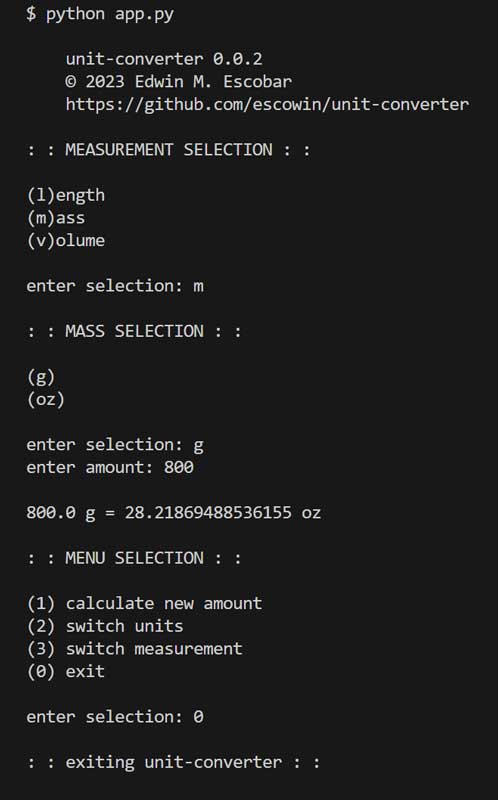 $ python app.py
unit-converter 0.0.2
© 2023 Edwin M. Escobar
https://github.com/escowin/unit-converter
: : MEASUREMENT SELECTION : :
(l)ength
(m)ass
(v)olume
enter selection: m
: : MASS SELECTION : :
(g)
(oz)
enter selection: g
enter amount: 800
800.0 g = 28.21869488536155 oz
: : MENU SELECTION : :
(1) calculate new amount
(2) switch units
(3) switch measurement
(0) exit
enter selection: 0
: : exiting unit-converter : :